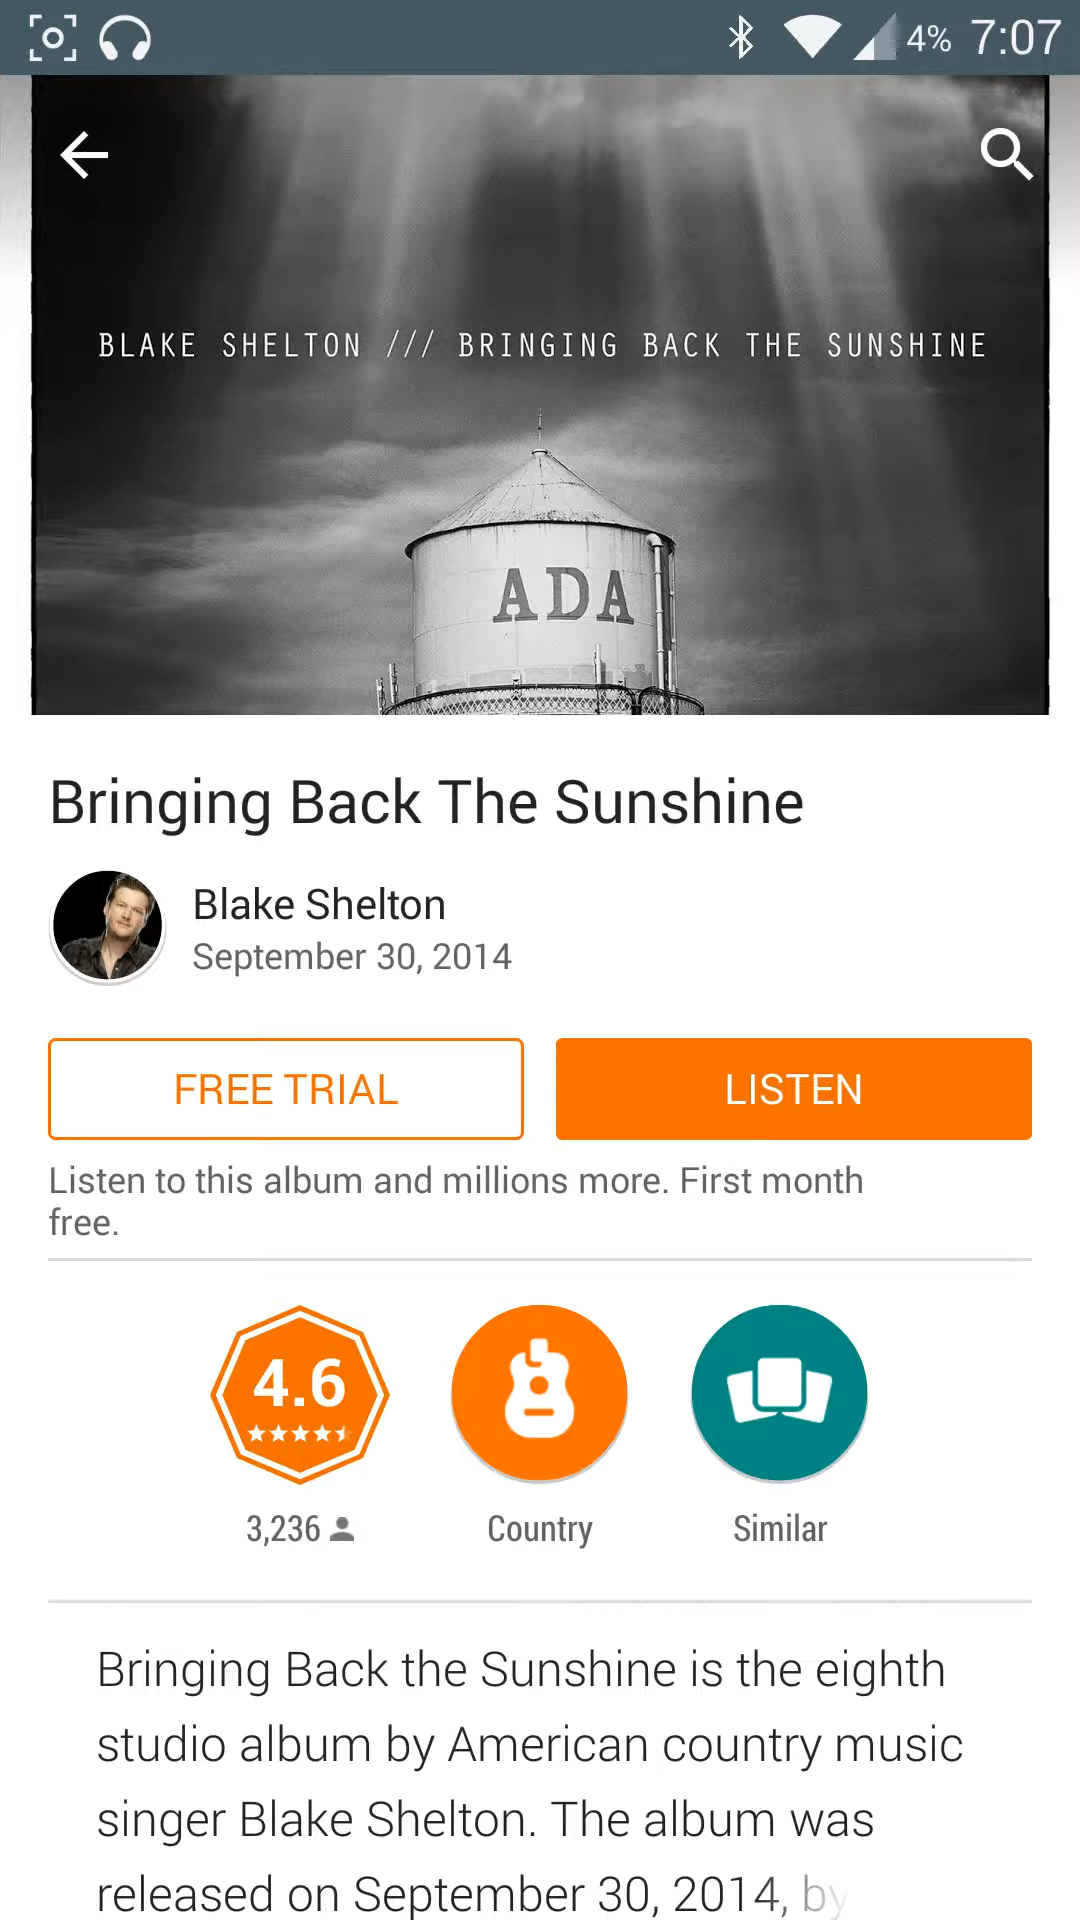 4% 7:07
BLAKE SHELTON /// BRINGING BACK THE SUNSHINE
ADA
Bringing Back The Sunshine
Blake Shelton
September 30, 2014
FREE TRIAL LISTEN
Listen to this album and millions more. First month
free.
4.6
3,236 Country Similar
Bringing Back the Sunshine is the eighth
studio album by American country music
singer Blake Shelton. The album was
released on September 30, 2014, by